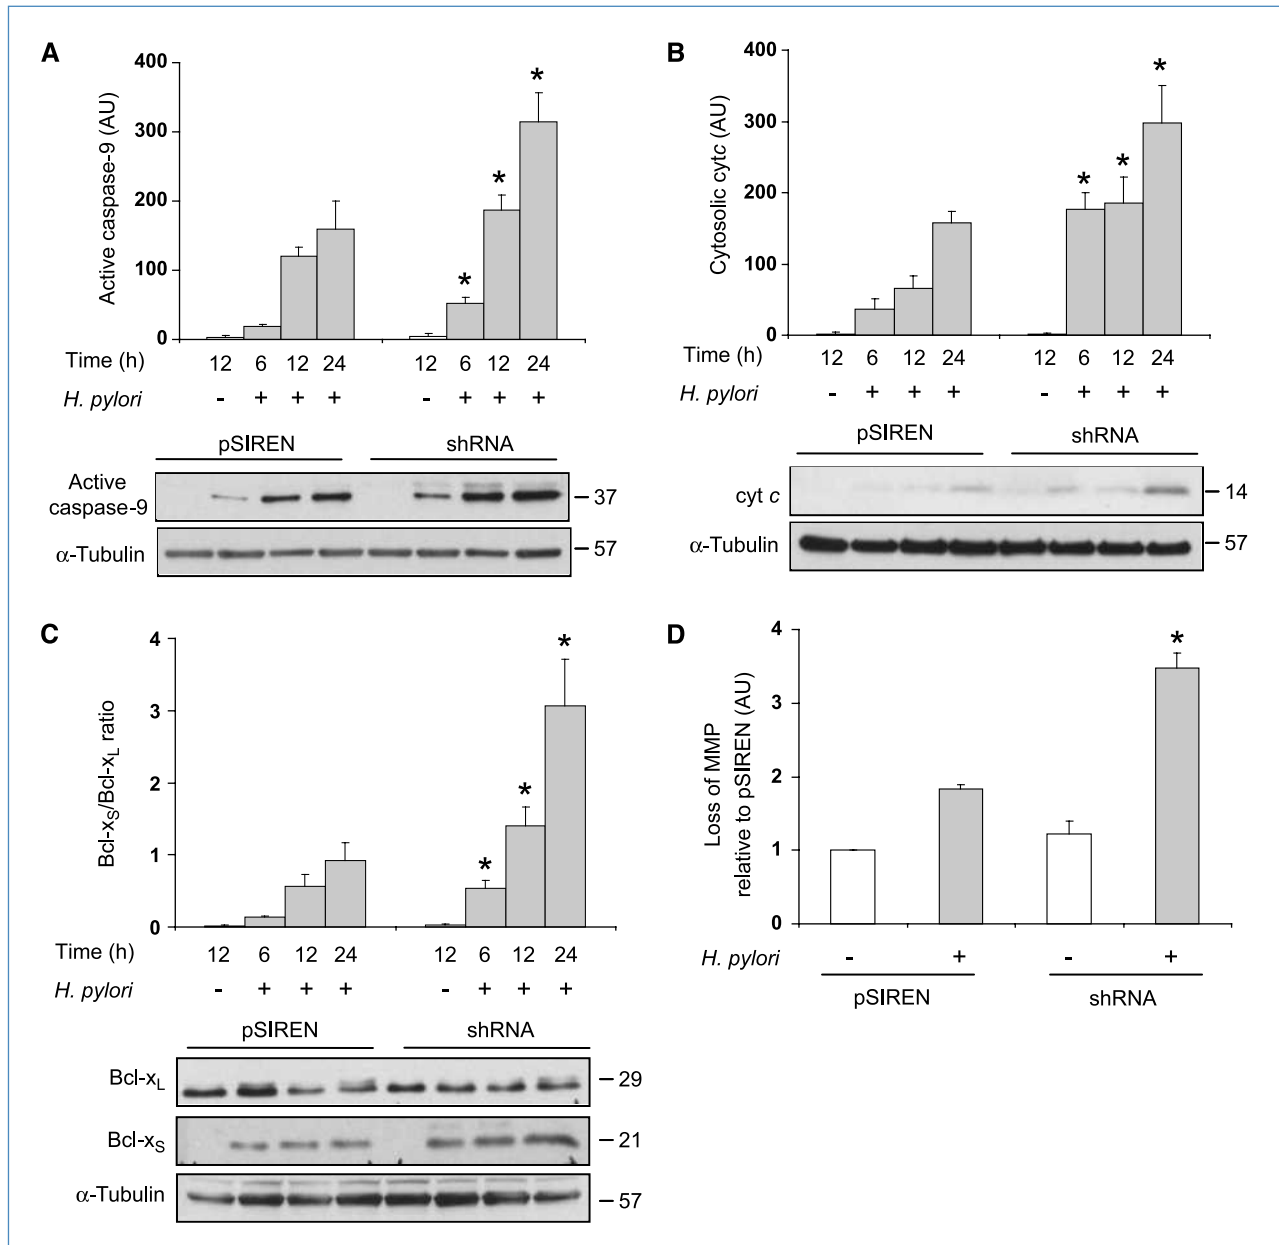 A
Active caspase-9 (AU)
400
300
200
100
0
*
*
*
Time (h) 12 6 12 24 12 6 12 24
H. pylori - + + + - + + +
pSIREN shRNA
Active
caspase-9
37
α-Tubulin 57
B
Cytosolic cytc (AU)
400
300
200
100
0
*
*
*
Time (h) 12 6 12 24 12 6 12 24
H. pylori - + + + - + + +
pSIREN shRNA
cyt c 14
α-Tubulin 57
C
Bcl-xS/Bcl-xL ratio
4
3
2
1
0
*
*
*
Time (h) 12 6 12 24 12 6 12 24
H. pylori - + + + - + + +
pSIREN shRNA
Bcl-xL 29
Bcl-xS 21
α-Tubulin 57
D
Loss of MMP
relative to pSIREN (AU)
4
3
2
1
0
*
H. pylori - + - +
pSIREN shRNA